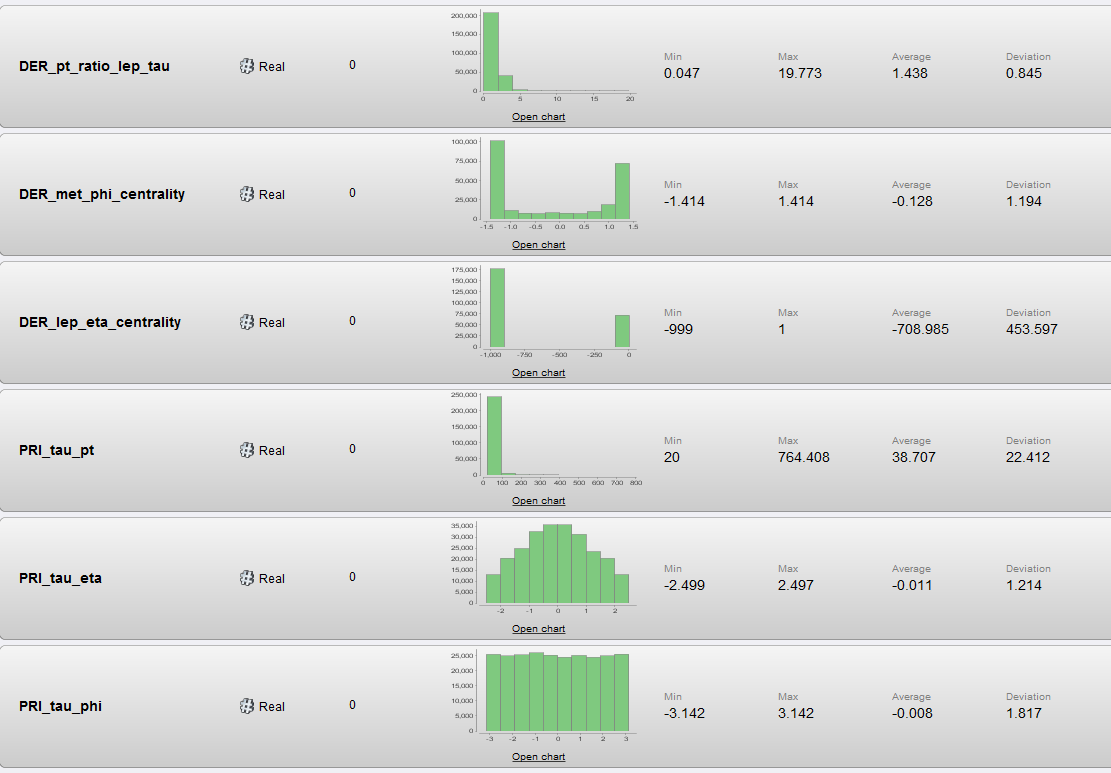 DER_pt_ratio_lep_tau Real 0
200,000
150,000
100,000
50,000
0
0 5 10 15 20
Open chart
Min Max Average Deviation
0.047 19.773 1.438 0.845
DER_met_phi_centrality Real 0
100,000
75,000
50,000
25,000
0
-1.5 -1.0 -0.5 0.0 0.5 1.0 1.5
Open chart
Min Max Average Deviation
-1.414 1.414 -0.128 1.194
DER_lep_eta_centrality Real 0
175,000
150,000
125,000
100,000
75,000
50,000
25,000
0
-1,000 -750 -500 -250 0
Open chart
Min Max Average Deviation
-999 1 -708.985 453.597
PRI_tau_pt Real 0
250,000
200,000
150,000
100,000
50,000
0
0 100 200 300 400 500 600 700 800
Open chart
Min Max Average Deviation
20 764.408 38.707 22.412
PRI_tau_eta Real 0
35,000
30,000
25,000
20,000
15,000
10,000
5,000
0
-2 -1 0 1 2
Open chart
Min Max Average Deviation
-2.499 2.497 -0.011 1.214
PRI_tau_phi Real 0
25,000
20,000
15,000
10,000
5,000
0
-3 -2 -1 0 1 2 3
Open chart
Min Max Average Deviation
-3.142 3.142 -0.008 1.817